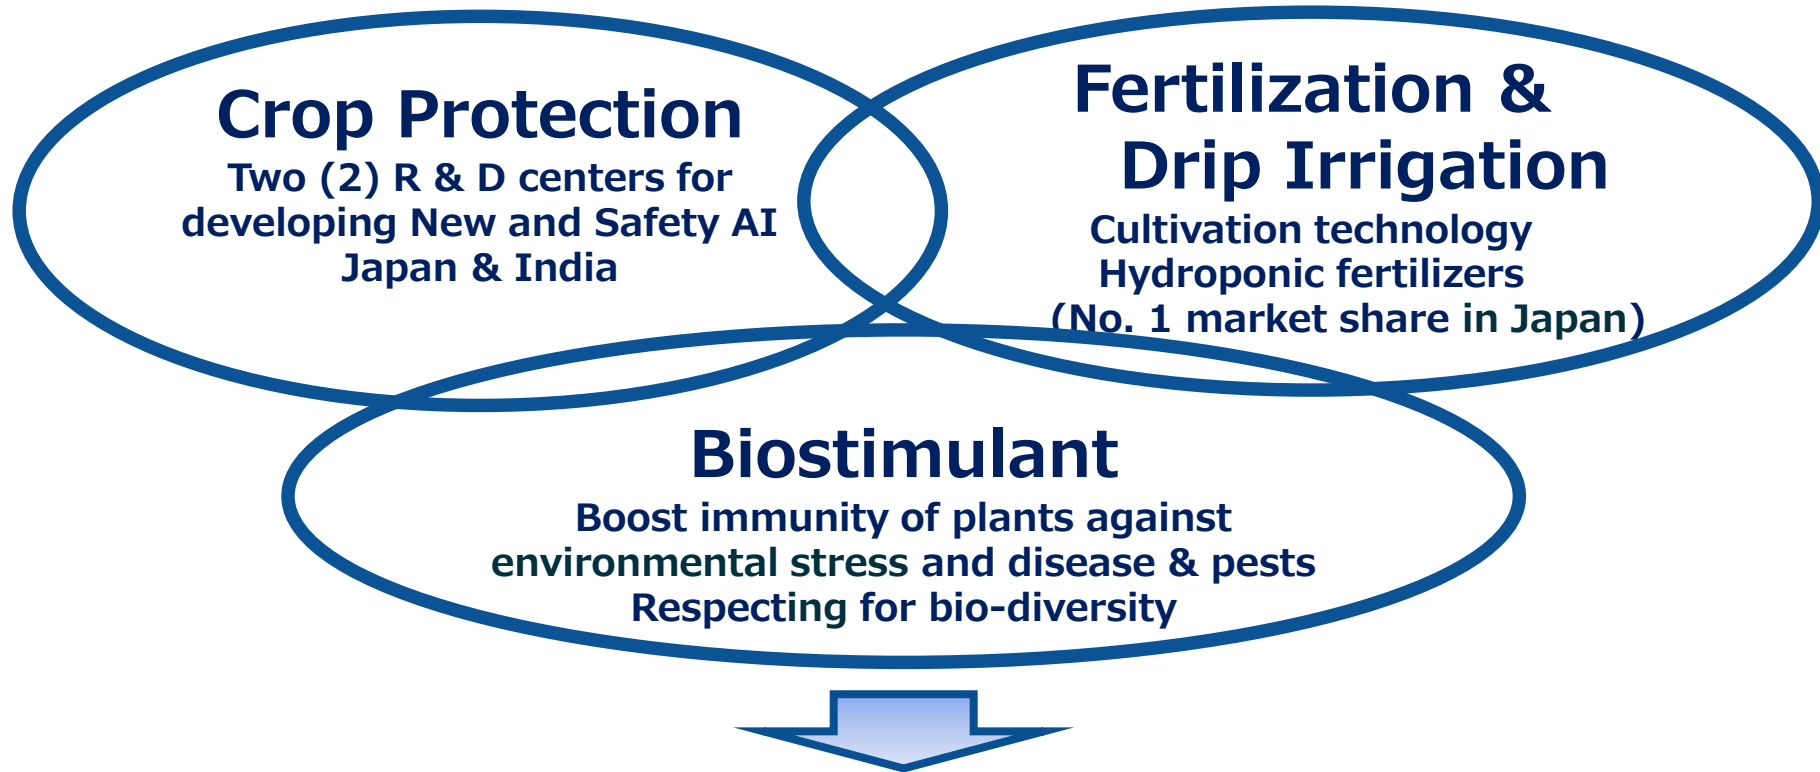 Crop Protection
Two (2) R & D centers for
developing New and Safety AI
Japan & India
Fertilization &
Drip Irrigation
Cultivation technology
Hydroponic fertilizers
(No. 1 market share in Japan)
Biostimulant
Boost immunity of plants against
environmental stress and disease & pests
Respecting for bio-diversity